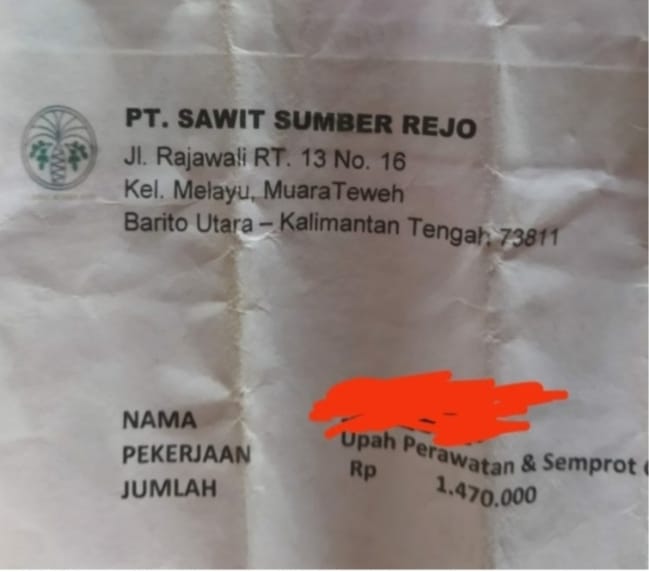 PT. SAWIT SUMBER REJO
Jl. Rajawali RT. 13 No. 16
Kel. Melayu, MuaraTeweh
Barito Utara – Kalimantan Tengah 73811
NAMA
PEKERJAAN Upah Perawatan & Semprot
JUMLAH Rp 1.470.000